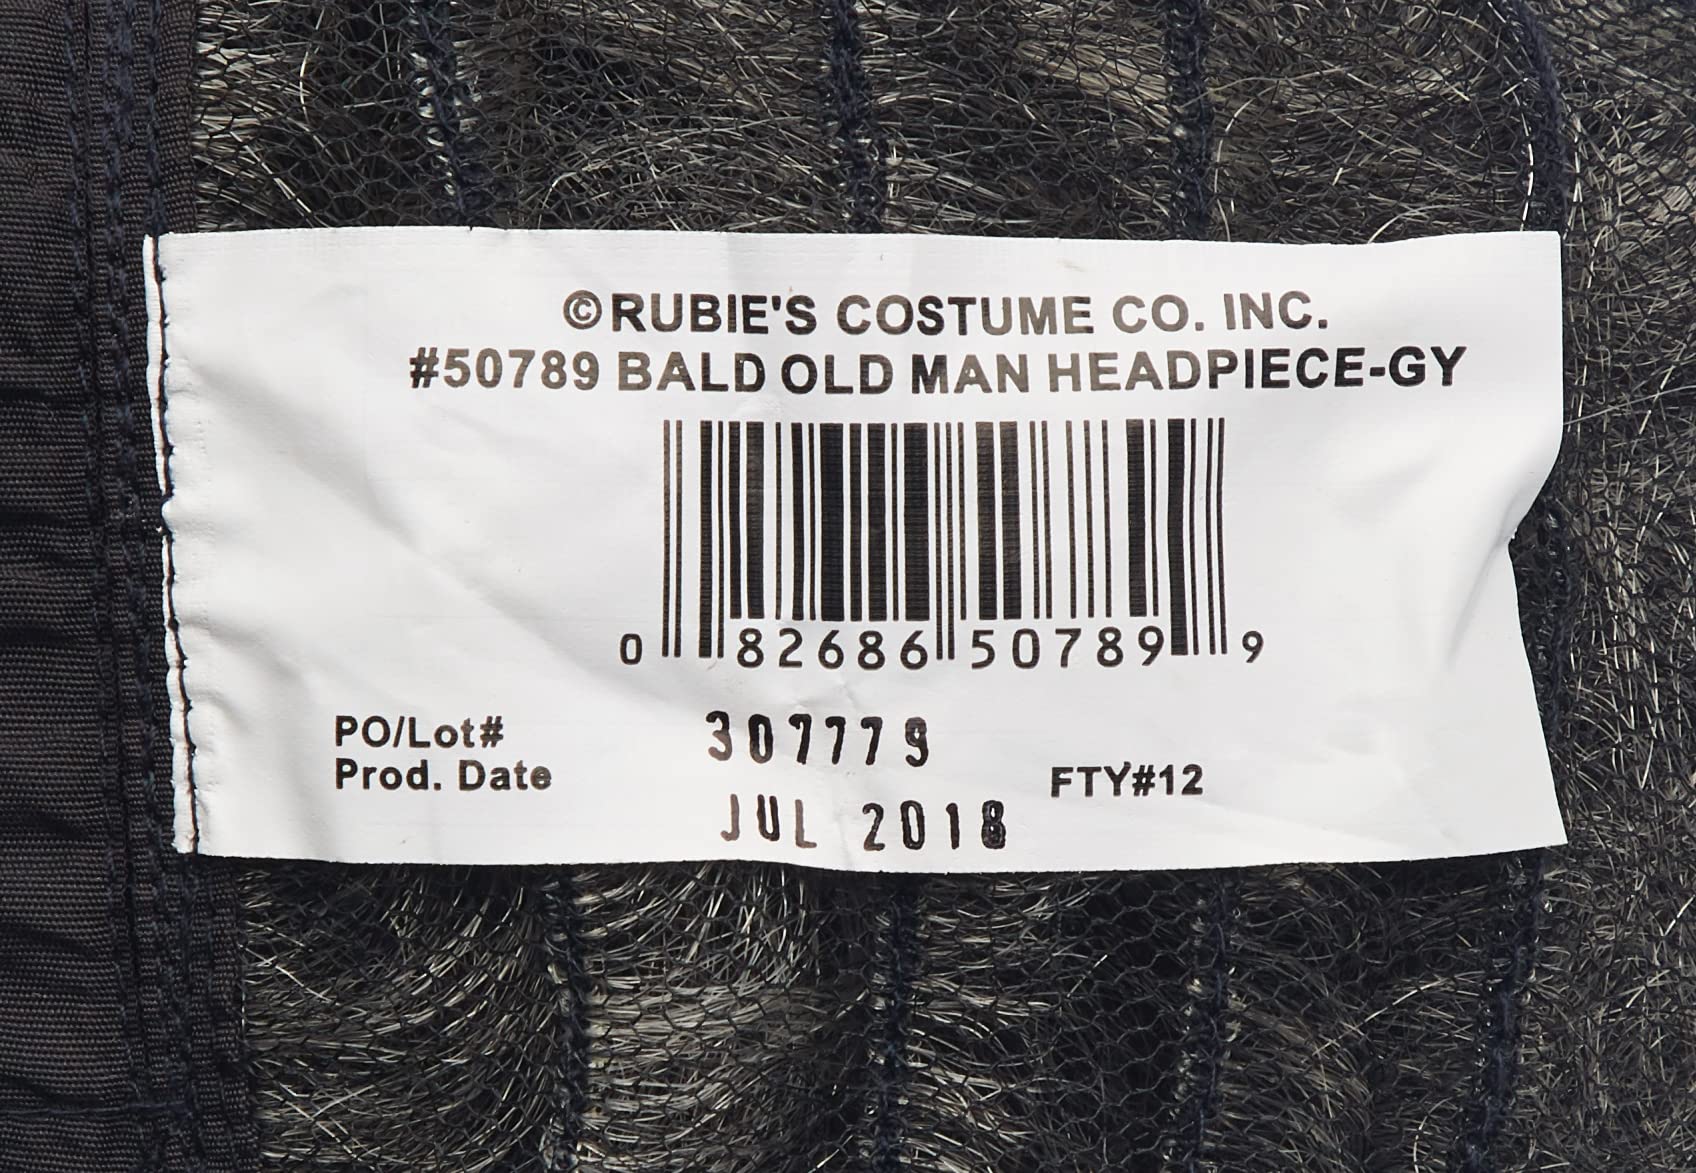 ©RUBIE'S COSTUME CO. INC.
#50789 BALD OLD MAN HEADPIECE-GY
0 82686 50789 9
PO/Lot# 307779
Prod. Date JUL 2018 FTY#12